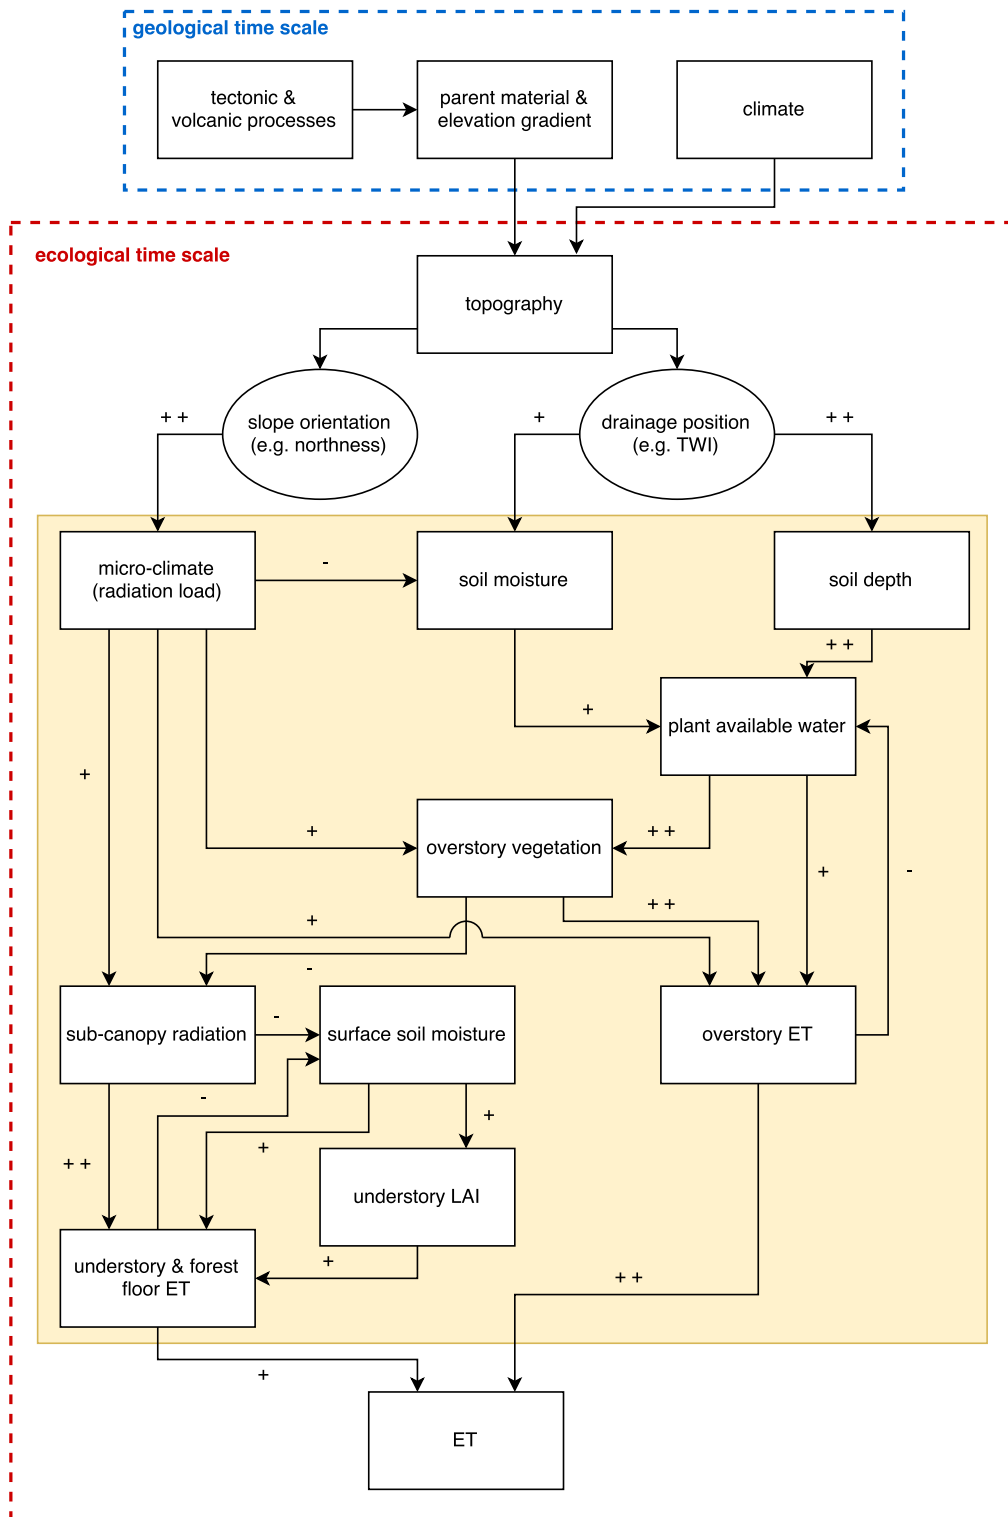 geological time scale
tectonic &
volcanic processes
parent material &
elevation gradient
climate
ecological time scale
topography
+ +
slope orientation
(e.g. northness)
+
drainage position
(e.g. TWI)
+ +
micro-climate
(radiation load)
-
soil moisture
soil depth
+ +
+
plant available water
+
+
overstory vegetation
+ +
+
-
+
+ +
-
sub-canopy radiation
-
surface soil moisture
overstory ET
-
+
+
+ +
understory LAI
understory & forest
floor ET
+
+ +
+
ET